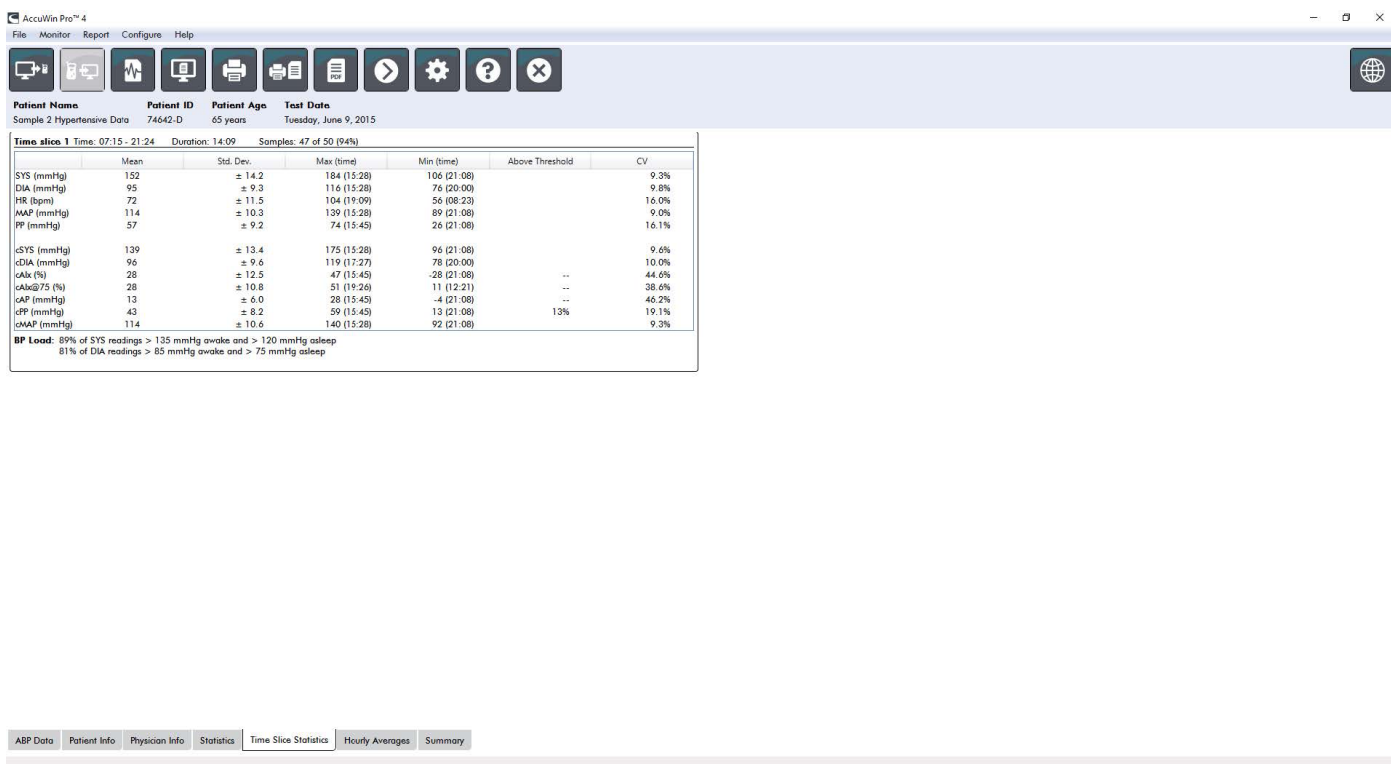 AccuWin Pro™ 4
File Monitor Report Configure Help
PDF
Patient Name Patient ID Patient Age Test Date
Sample 2 Hypertensive Data 74642-D 65 years Tuesday, June 9, 2015
Time slice 1 Time: 07:15 - 21:24 Duration: 14:09 Samples: 47 of 50 (94%)
Mean Std. Dev. Max (time) Min (time) Above Threshold CV
SYS (mmHg) 152 ± 14.2 184 (15:28) 106 (21:08) 9.3%
DIA (mmHg) 95 ± 9.3 116 (15:28) 76 (20:00) 9.8%
HR (bpm) 72 ± 11.5 104 (19:09) 56 (08:23) 16.0%
MAP (mmHg) 114 ± 10.3 139 (15:28) 89 (21:08) 9.0%
PP (mmHg) 57 ± 9.2 74 (15:45) 26 (21:08) 16.1%
cSYS (mmHg) 139 ± 13.4 175 (15:28) 96 (21:08) 9.6%
cDIA (mmHg) 96 ± 9.6 119 (17:27) 78 (20:00) 10.0%
cAIx (%) 28 ± 12.5 47 (15:45) -28 (21:08) -- 44.6%
cAIx@75 (%) 28 ± 10.8 51 (19:26) 11 (12:21) -- 38.6%
cAP (mmHg) 13 ± 6.0 28 (15:45) -4 (21:08) -- 46.2%
cPP (mmHg) 43 ± 8.2 59 (15:45) 13 (21:08) 13% 19.1%
cMAP (mmHg) 114 ± 10.6 140 (15:28) 92 (21:08) 9.3%
BP Load: 89% of SYS readings > 135 mmHg awake and > 120 mmHg asleep
81% of DIA readings > 85 mmHg awake and > 75 mmHg asleep
ABP Data Patient Info Physician Info Statistics Time Slice Statistics Hourly Averages Summary